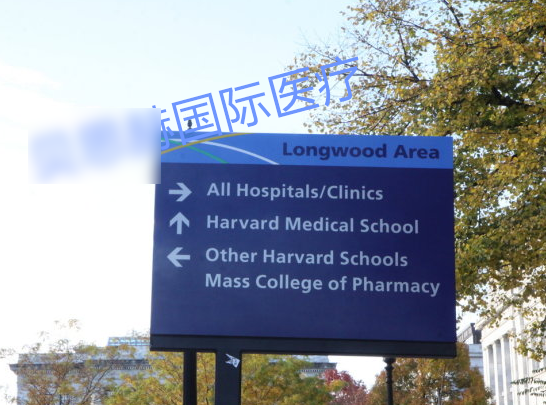 国际医疗
Longwood Area
All Hospitals/Clinics
Harvard Medical School
Other Harvard Schools
Mass College of Pharmacy